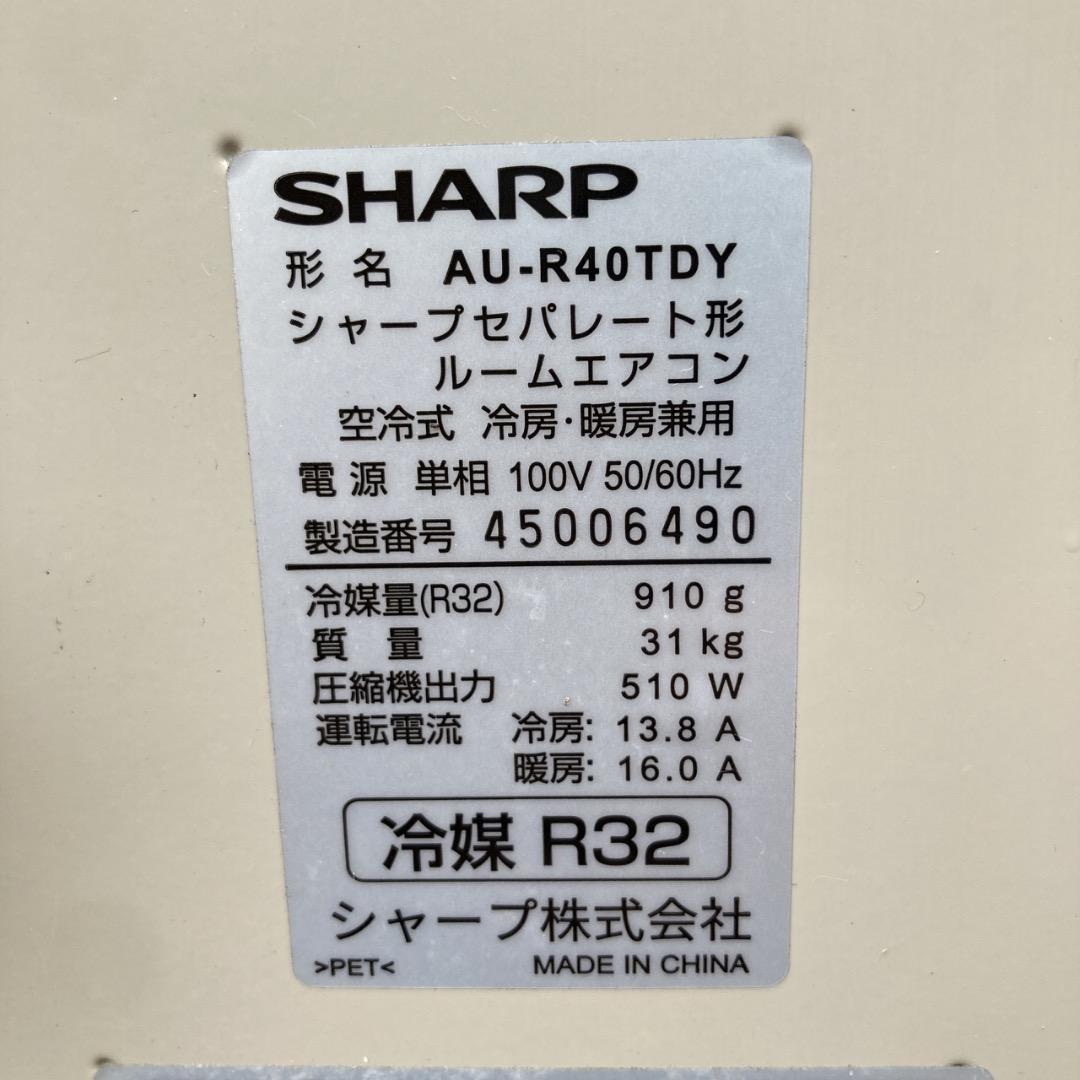 SHARP
形名 AU-R40TDY
シャープセパレート形
ルームエアコン
空冷式 冷房・暖房兼用
電源 単相 100V 50/60Hz
製造番号 45006490
冷媒量(R32) 910 g
質量 31 kg
圧縮機出力 510 W
運転電流 冷房: 13.8 A
暖房: 16.0 A
冷媒 R32
シャープ株式会社
>PET< MADE IN CHINA